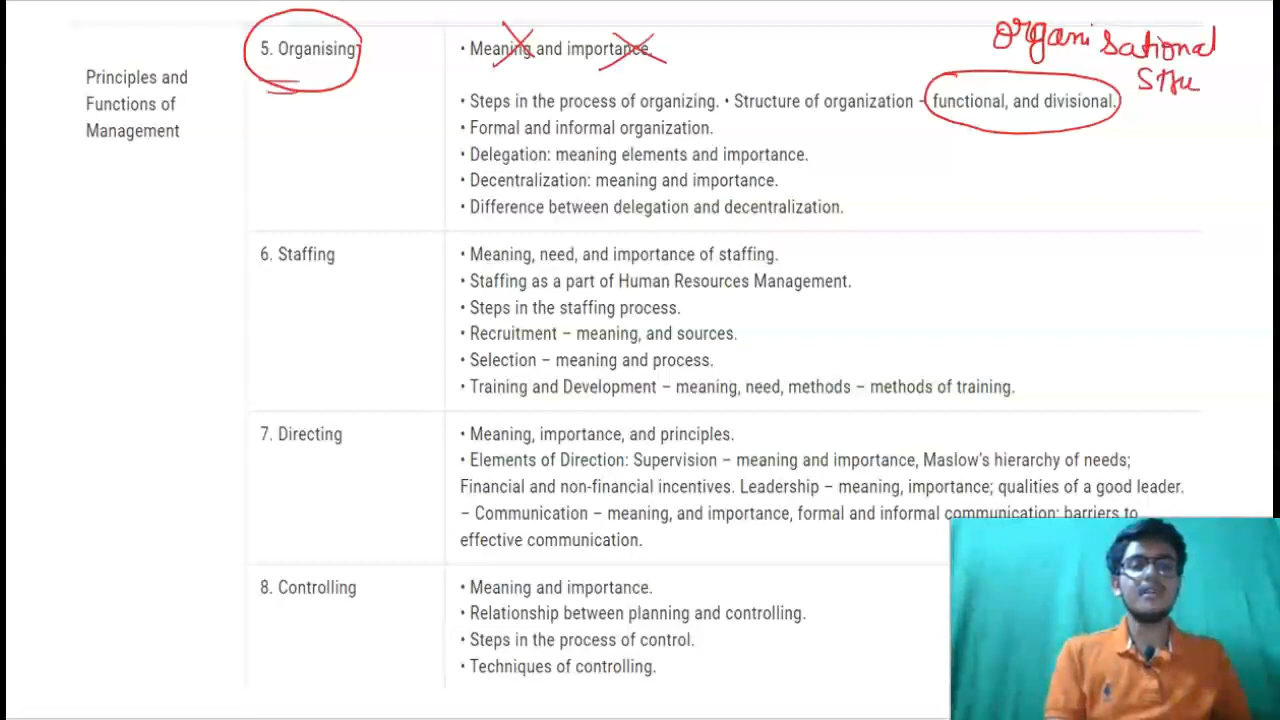 5. Organising
• Meaning and importance.
organisational
Stu
Principles and
Functions of
Management
• Steps in the process of organizing. • Structure of organization – functional, and divisional.
• Formal and informal organization.
• Delegation: meaning elements and importance.
• Decentralization: meaning and importance.
• Difference between delegation and decentralization.
6. Staffing
• Meaning, need, and importance of staffing.
• Staffing as a part of Human Resources Management.
• Steps in the staffing process.
• Recruitment – meaning, and sources.
• Selection – meaning and process.
• Training and Development – meaning, need, methods – methods of training.
7. Directing
• Meaning, importance, and principles.
• Elements of Direction: Supervision – meaning and importance, Maslow's hierarchy of needs;
Financial and non-financial incentives. Leadership – meaning, importance; qualities of a good leader.
– Communication – meaning, and importance, formal and informal communication; barriers to
effective communication.
8. Controlling
• Meaning and importance.
• Relationship between planning and controlling.
• Steps in the process of control.
• Techniques of controlling.